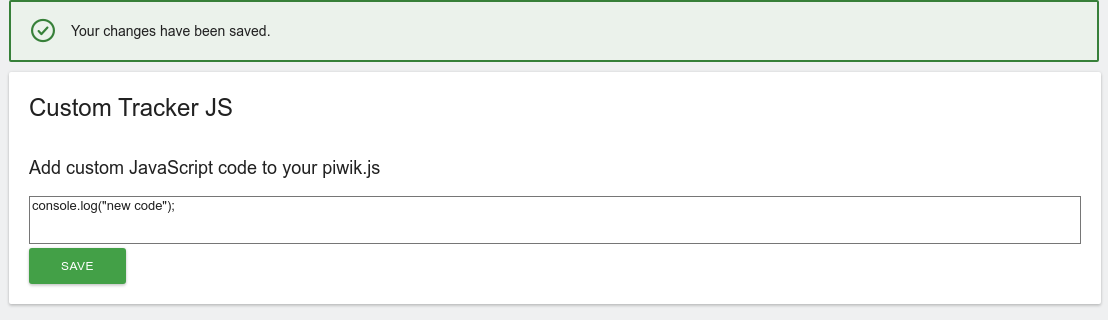 Your changes have been saved.
Custom Tracker JS
Add custom JavaScript code to your piwik.js
console.log("new code");
SAVE